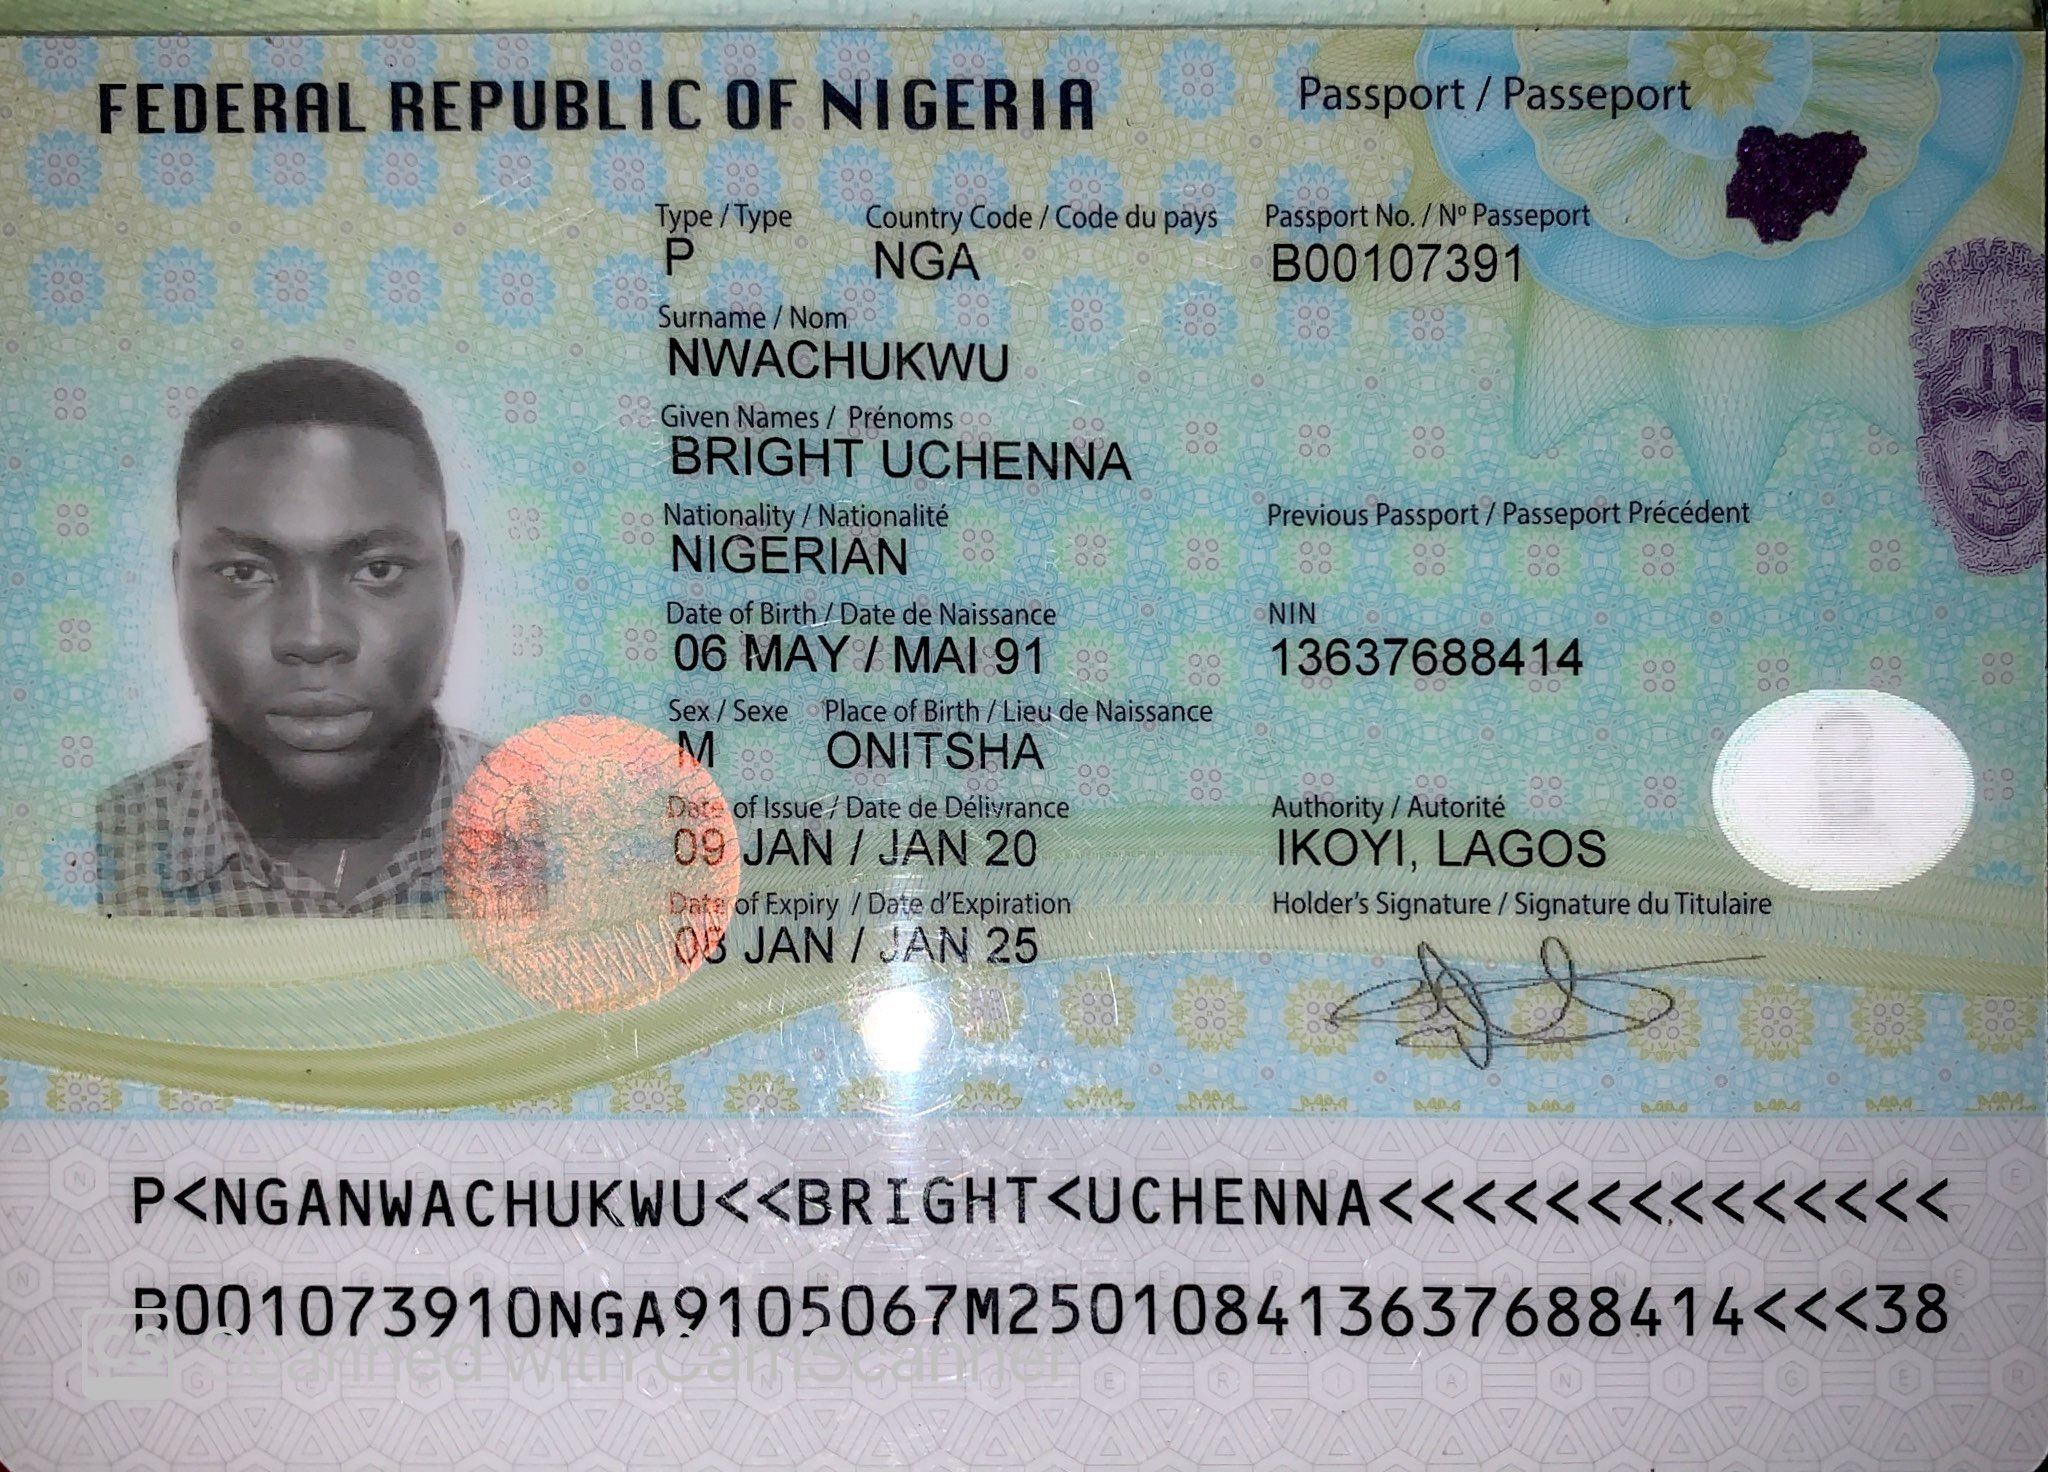 FEDERAL REPUBLIC OF NIGERIA
Passport / Passeport
Type / Type
Country Code / Code du pays
Passport No. / Nº Passeport
P
NGA
B00107391
Surname / Nom
NWACHUKWU
Given Names / Prénoms
BRIGHT UCHENNA
Nationality / Nationalité
Previous Passport / Passeport Précédent
NIGERIAN
Date of Birth / Date de Naissance
NIN
06 MAY / MAI 91
13637688414
Sex / Sexe
Place of Birth / Lieu de Naissance
M
ONITSHA
Date of Issue / Date de Délivrance
Authority / Autorité
09 JAN / JAN 20
IKOYI, LAGOS
Date of Expiry / Date d'Expiration
Holder's Signature / Signature du Titulaire
08 JAN / JAN 25
P<NGANWACHUKWU<<BRIGHT<UCHENNA<<<<<<<<<<<<<<
B001073910NGA9105067M250108413637688414<<<38
CS Scanned with CamScanner